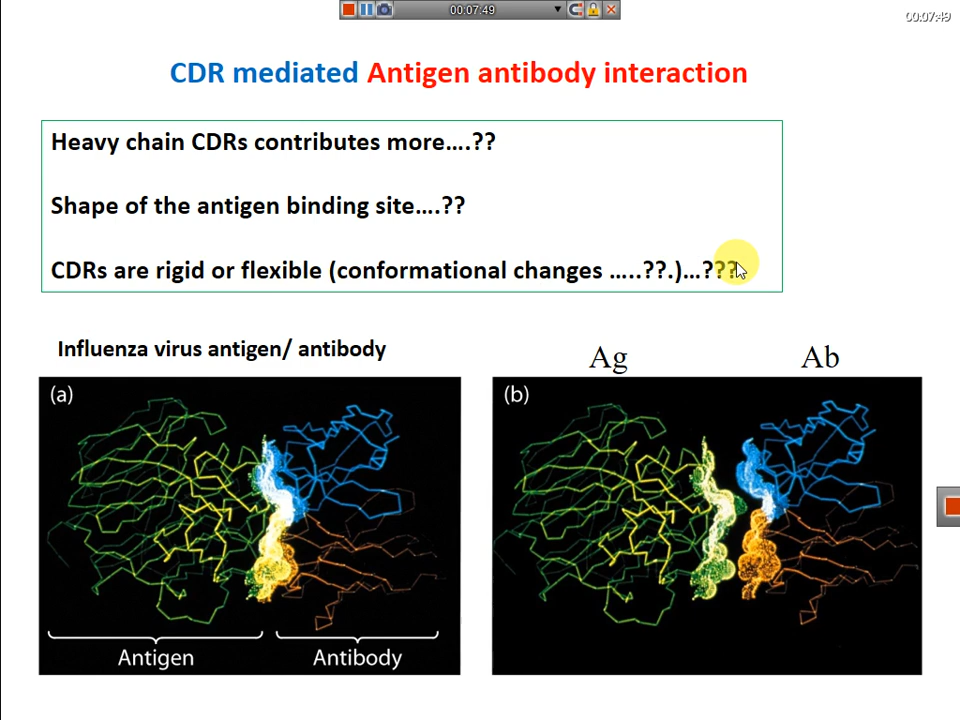 00:07:49
00:07:49
CDR mediated Antigen antibody interaction
Heavy chain CDRs contributes more....??
Shape of the antigen binding site....??
CDRs are rigid or flexible (conformational changes .....??.)...???
Influenza virus antigen/ antibody
Ag Ab
(a) (b)
Antigen Antibody